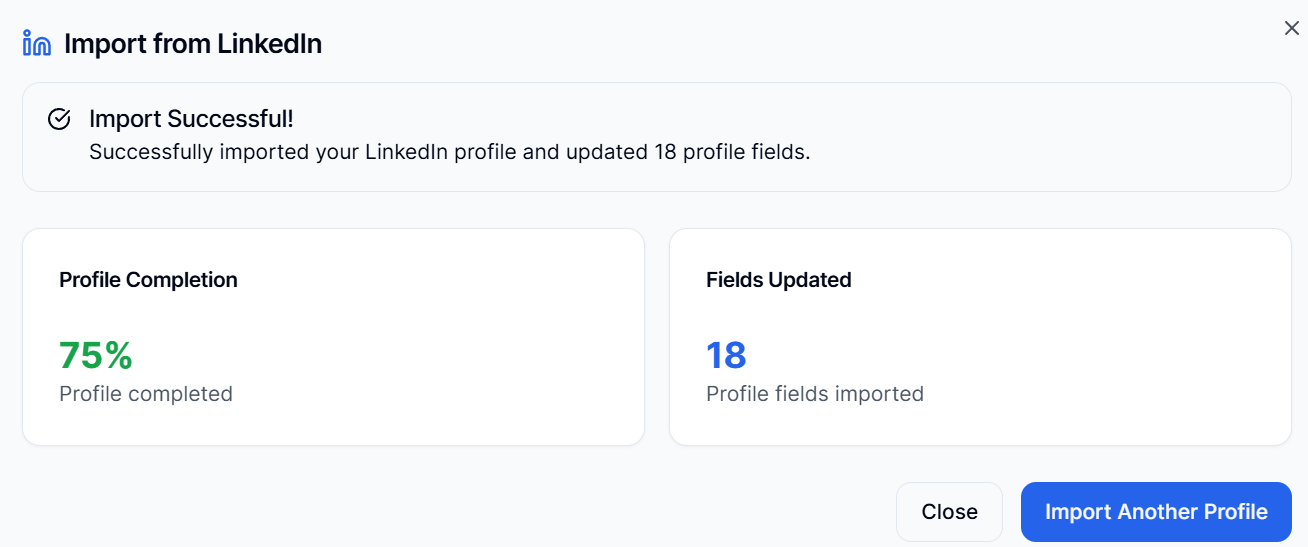 in Import from LinkedIn
Import Successful!
Successfully imported your LinkedIn profile and updated 18 profile fields.
Profile Completion
75%
Profile completed
Fields Updated
18
Profile fields imported
Close
Import Another Profile